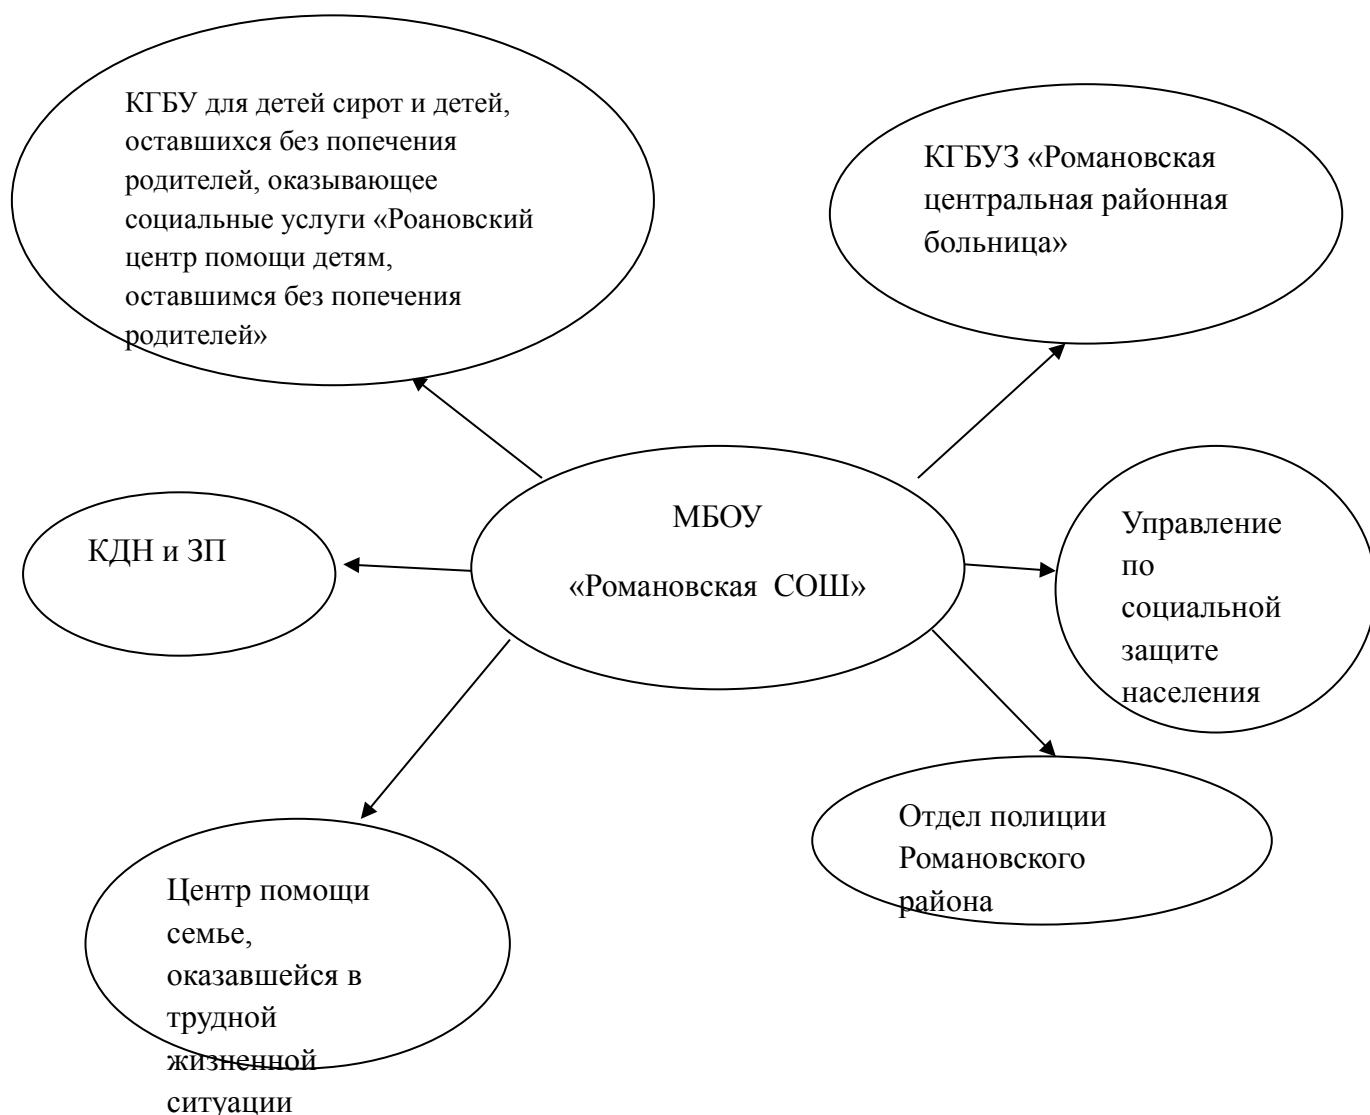 КГБУ для детей сирот и детей,
оставшихся без попечения
родителей, оказывающее
социальные услуги «Роановский
центр помощи детям,
оставшимся без попечения
родителей»
КГБУЗ «Романовская
центральная районная
больница»
МБОУ
«Романовская  СОШ»
КДН и ЗП
Управление
по
социальной
защите
населения
Отдел полиции
Романовского
района
Центр помощи
семье,
оказавшейся в
трудной
жизненной
ситуации